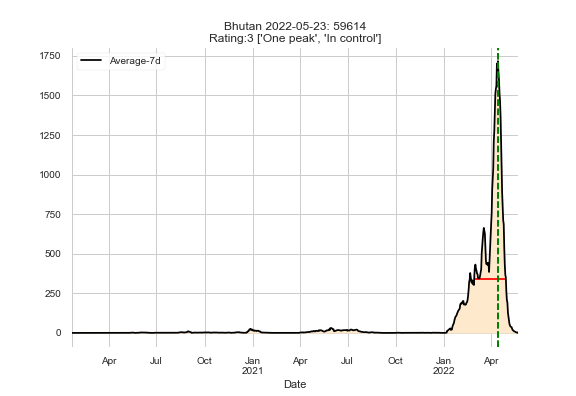 Bhutan 2022-05-23: 59614
Rating:3 ['One peak', 'In control']
Average-7d
1750
1500
1250
1000
750
500
250
0
Apr Jul Oct Jan Apr Jul Oct Jan Apr
2021 2022
Date